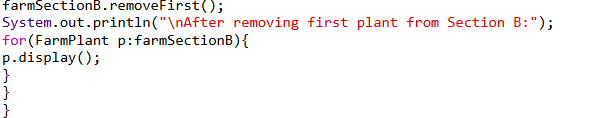 farmSectionB.removeFirst();
System.out.println("\nAfter removing first plant from Section B:");
for(FarmPlant p:farmSectionB){
p.display();
}
}
}